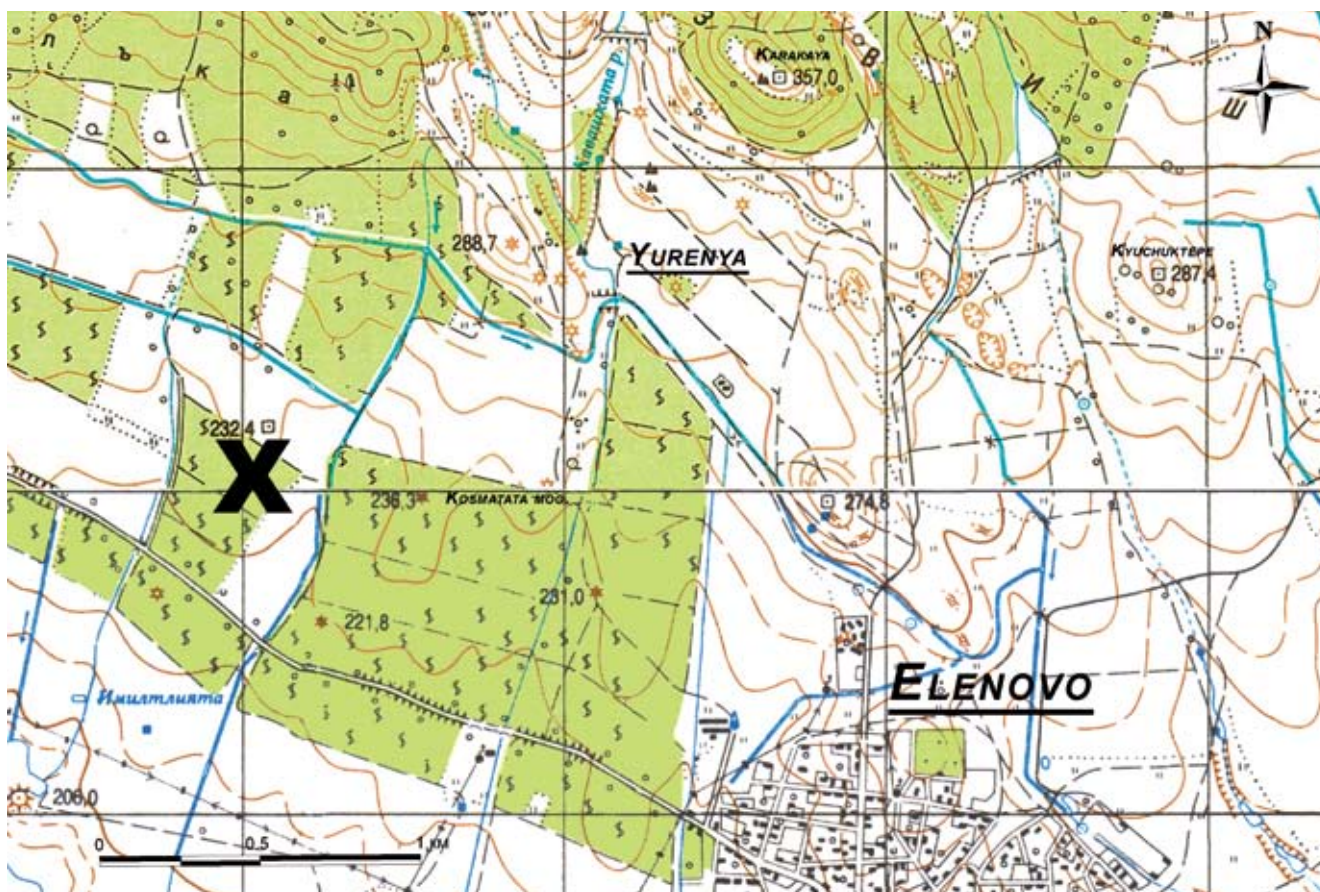 N
л
ъ
к
а
З
В
И
Ш
KARAKAYA
357,0
YURENYA
288,7
KYUCHUKTEPE
287,4
232,4
X
236,3
KOSMATATA MOG.
274,8
231,0
221,8
ELENOVO
Имилтлията
206,0
0 0.5 1 км